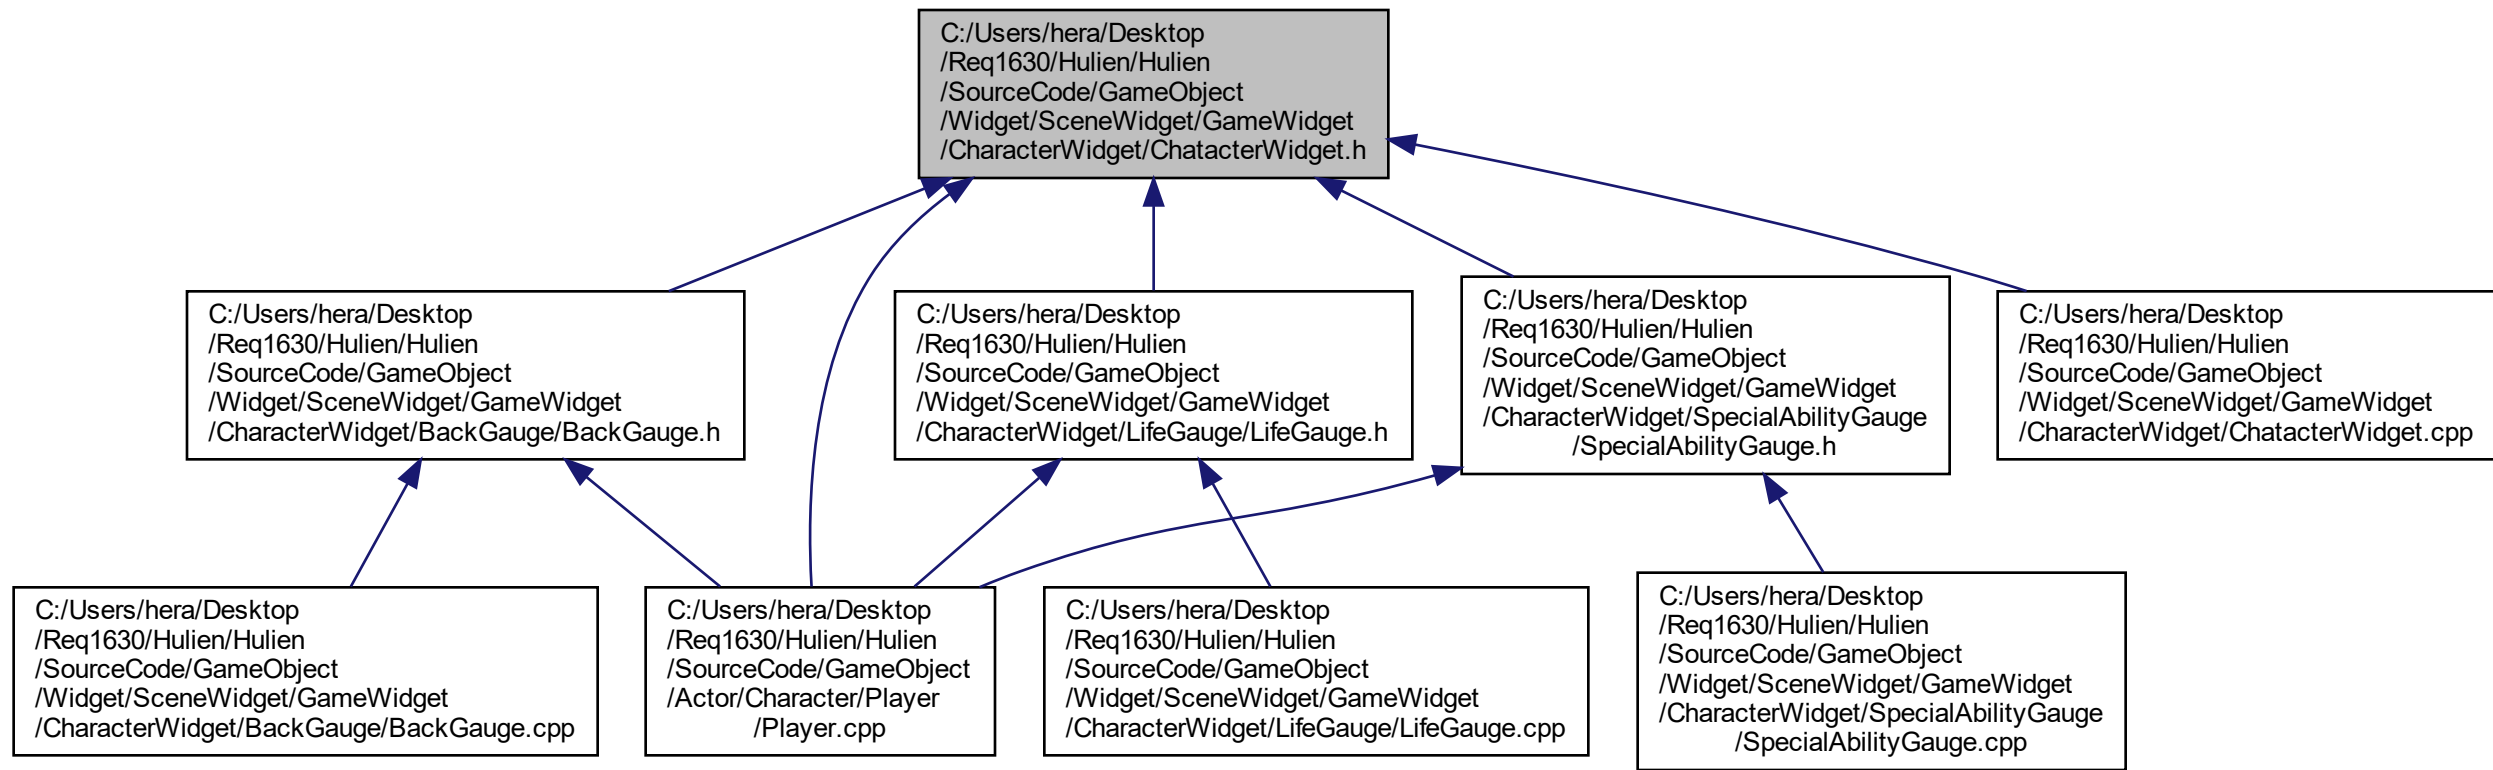 C:/Users/hera/Desktop
/Req1630/Hulien/Hulien
/SourceCode/GameObject
/Widget/SceneWidget/GameWidget
/CharacterWidget/ChatacterWidget.h
C:/Users/hera/Desktop
/Req1630/Hulien/Hulien
/SourceCode/GameObject
/Widget/SceneWidget/GameWidget
/CharacterWidget/BackGauge/BackGauge.h
C:/Users/hera/Desktop
/Req1630/Hulien/Hulien
/SourceCode/GameObject
/Widget/SceneWidget/GameWidget
/CharacterWidget/LifeGauge/LifeGauge.h
C:/Users/hera/Desktop
/Req1630/Hulien/Hulien
/SourceCode/GameObject
/Widget/SceneWidget/GameWidget
/CharacterWidget/SpecialAbilityGauge
/SpecialAbilityGauge.h
C:/Users/hera/Desktop
/Req1630/Hulien/Hulien
/SourceCode/GameObject
/Widget/SceneWidget/GameWidget
/CharacterWidget/ChatacterWidget.cpp
C:/Users/hera/Desktop
/Req1630/Hulien/Hulien
/SourceCode/GameObject
/Widget/SceneWidget/GameWidget
/CharacterWidget/BackGauge/BackGauge.cpp
C:/Users/hera/Desktop
/Req1630/Hulien/Hulien
/SourceCode/GameObject
/Actor/Character/Player
/Player.cpp
C:/Users/hera/Desktop
/Req1630/Hulien/Hulien
/SourceCode/GameObject
/Widget/SceneWidget/GameWidget
/CharacterWidget/LifeGauge/LifeGauge.cpp
C:/Users/hera/Desktop
/Req1630/Hulien/Hulien
/SourceCode/GameObject
/Widget/SceneWidget/GameWidget
/CharacterWidget/SpecialAbilityGauge
/SpecialAbilityGauge.cpp